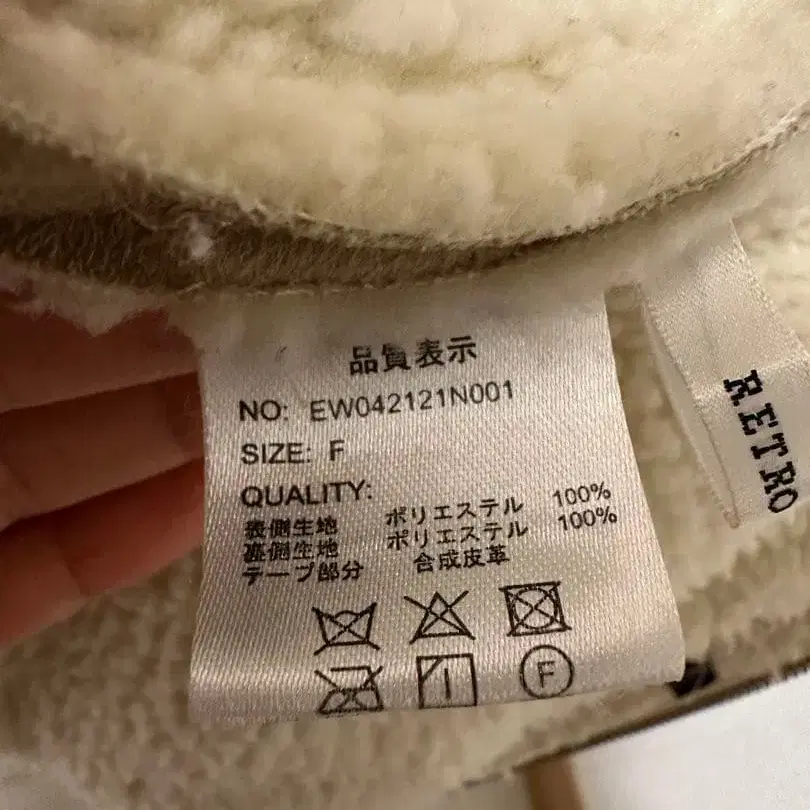 品質表示
NO: EW042121N001
SIZE: F
QUALITY:
表側生地 ポリエステル 100%
裏側生地 ポリエステル 100%
テープ部分 合成皮革
F
RETRO